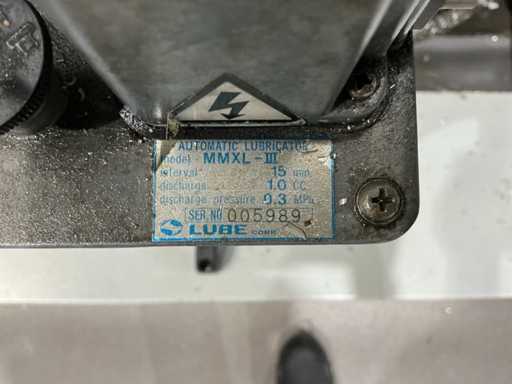 AUTOMATIC LUBRICATOR
model MMXL-III
interval 15 min
discharge 1.0 CC
discharge pressure 0.3 MPa
SER.NO 005989
LUBE CORP.